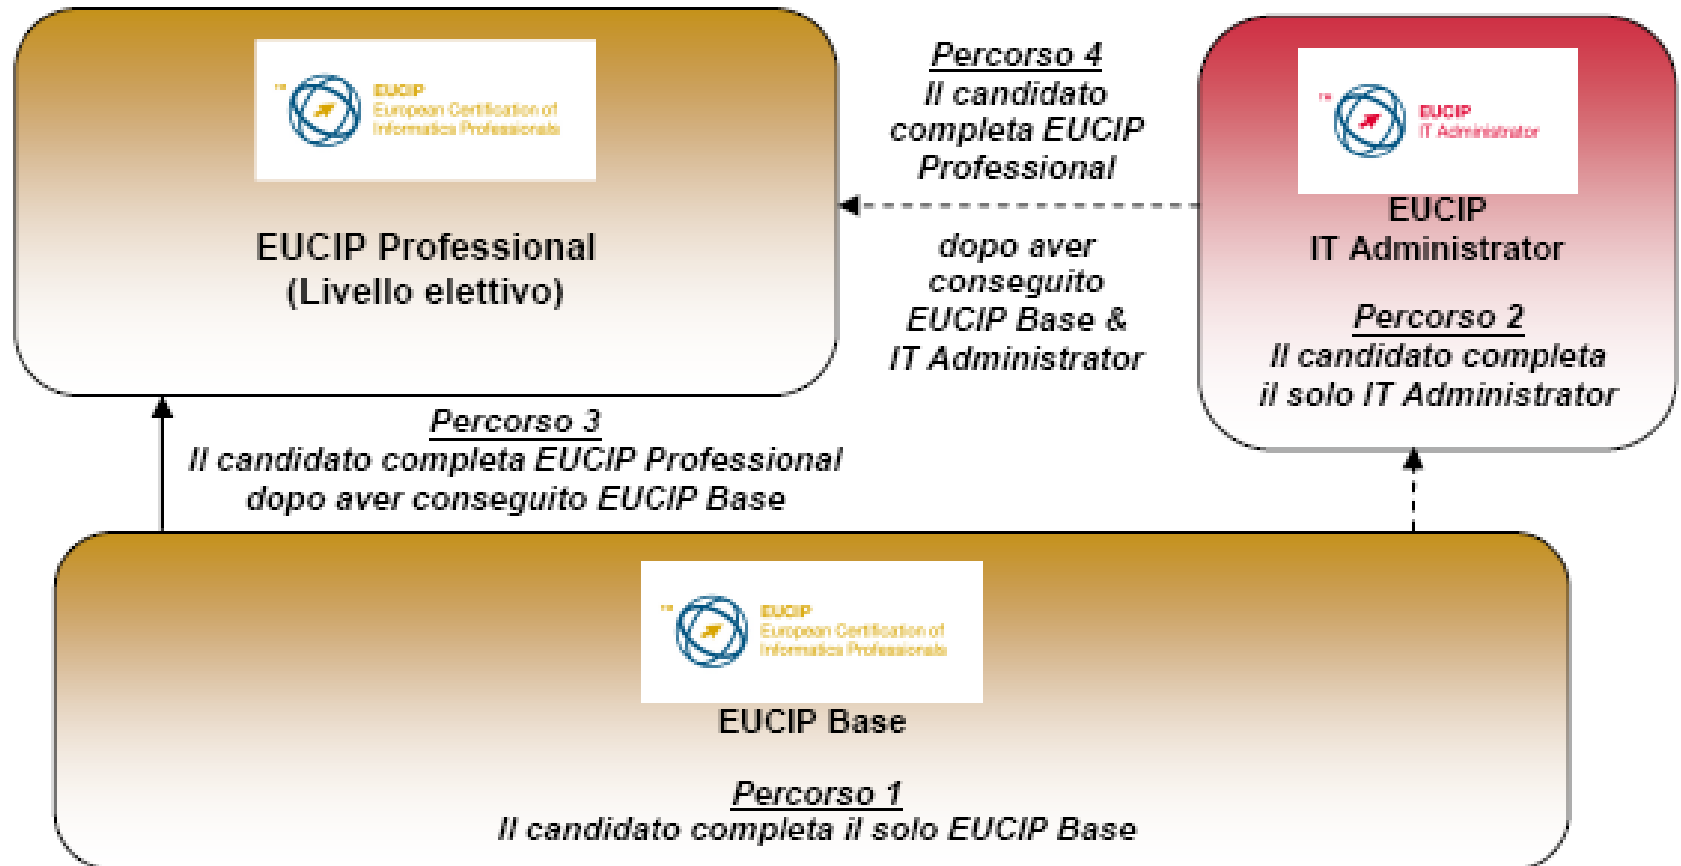 ™ EUCIP
European Certification of
Informatics Professionals
EUCIP Professional
(Livello elettivo)
Percorso 4
Il candidato
completa EUCIP
Professional
dopo aver
conseguito
EUCIP Base &
IT Administrator
™ EUCIP
IT Administrator
EUCIP
IT Administrator
Percorso 2
Il candidato completa
il solo IT Administrator
Percorso 3
Il candidato completa EUCIP Professional
dopo aver conseguito EUCIP Base
™ EUCIP
European Certification of
Informatics Professionals
EUCIP Base
Percorso 1
Il candidato completa il solo EUCIP Base